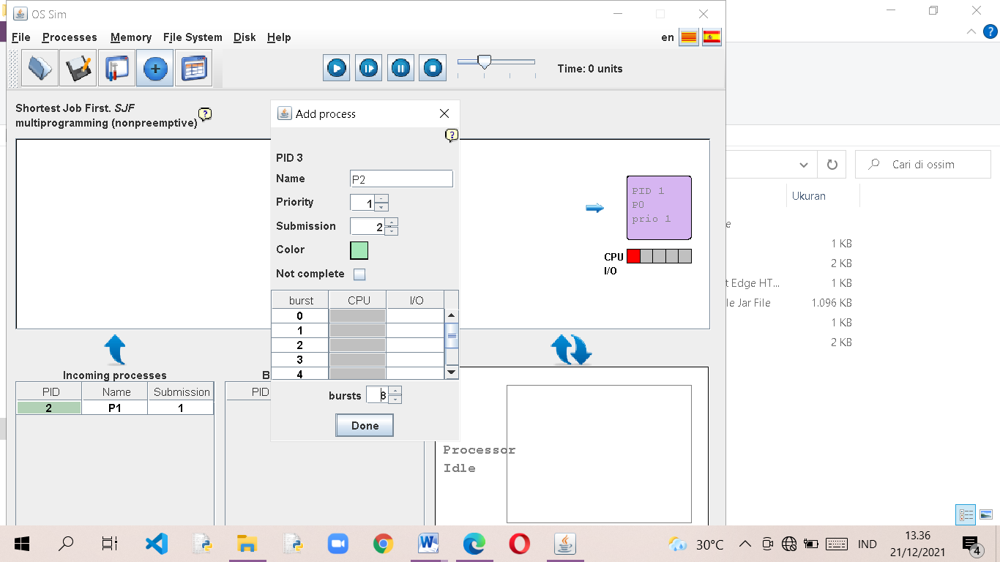 OS Sim
File Processes Memory File System Disk Help
en
Time: 0 units
Shortest Job First. SJF
multiprogramming (nonpreemptive)
?
Add process
?
PID 3
Name P2
Priority 1
Submission 2
Color
Not complete
burst CPU I/O
0
1
2
3
4
bursts 8
Done
PID 1
P0
prio 1
CPU
I/O
Incoming processes
PID Name Submission
2 P1 1
B
PID
Processor
Idle
?
Cari di ossim
Ukuran
e
1 KB
2 KB
t Edge HT... 1 KB
le Jar File 1.096 KB
1 KB
2 KB
30°C
IND
13.36
21/12/2021
4